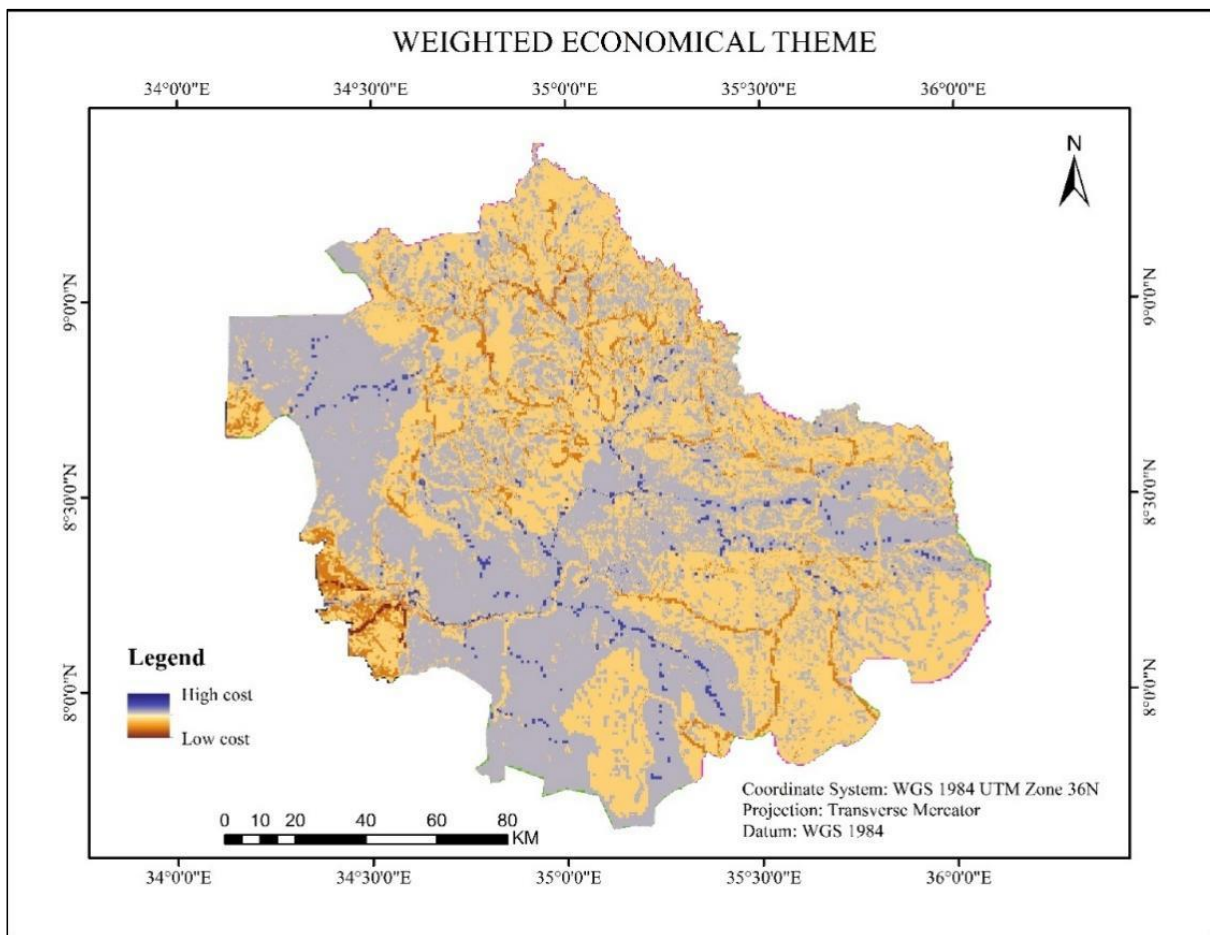 WEIGHTED ECONOMICAL THEME
34°0'0"E 34°30'0"E 35°0'0"E 35°30'0"E 36°0'0"E
N
9°0'0"N 9°0'0"N
8°30'0"N 8°30'0"N
8°0'0"N 8°0'0"N
Legend
High cost
Low cost
0 10 20 40 60 80
KM
Coordinate System: WGS 1984 UTM Zone 36N
Projection: Transverse Mercator
Datum: WGS 1984
34°0'0"E 34°30'0"E 35°0'0"E 35°30'0"E 36°0'0"E